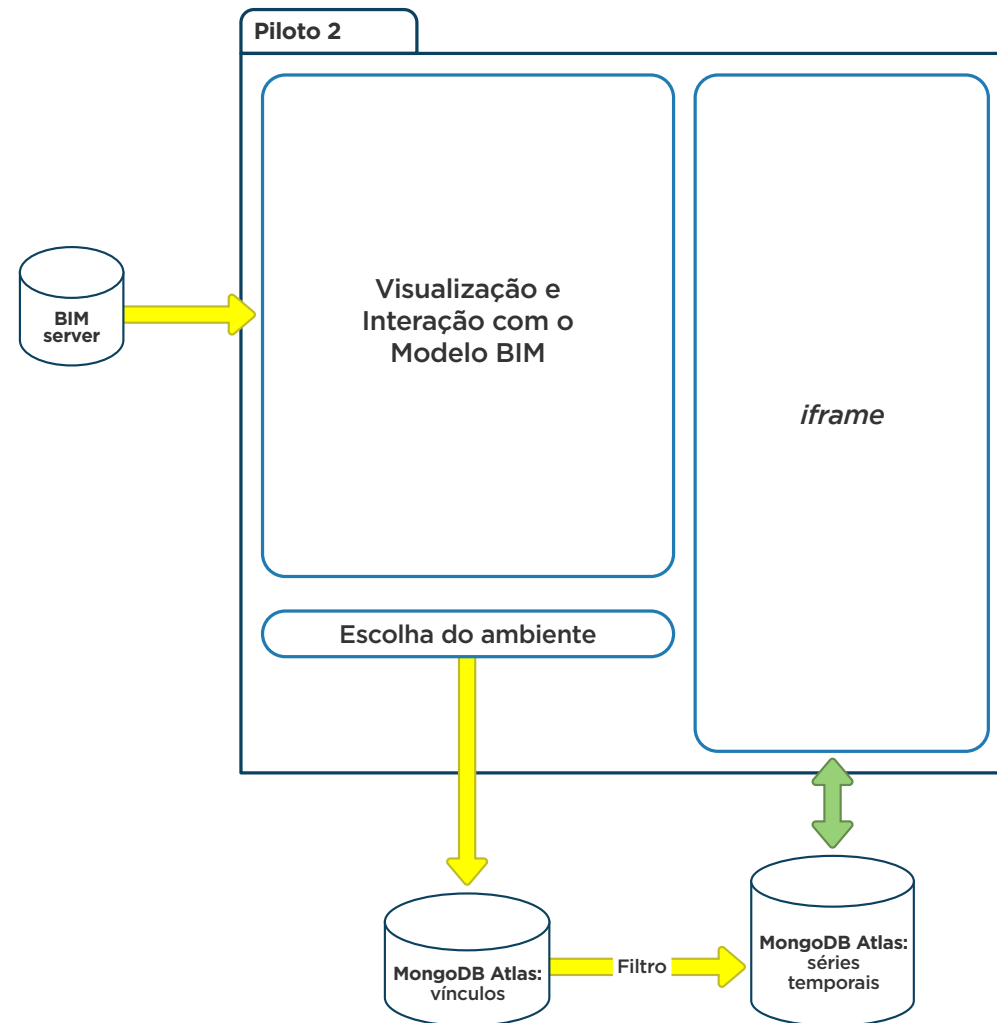 Piloto 2
Visualização e
Interação com o
Modelo BIM
iframe
BIM
server
Escolha do ambiente
MongoDB Atlas:
vínculos
Filtro
MongoDB Atlas:
séries
temporais